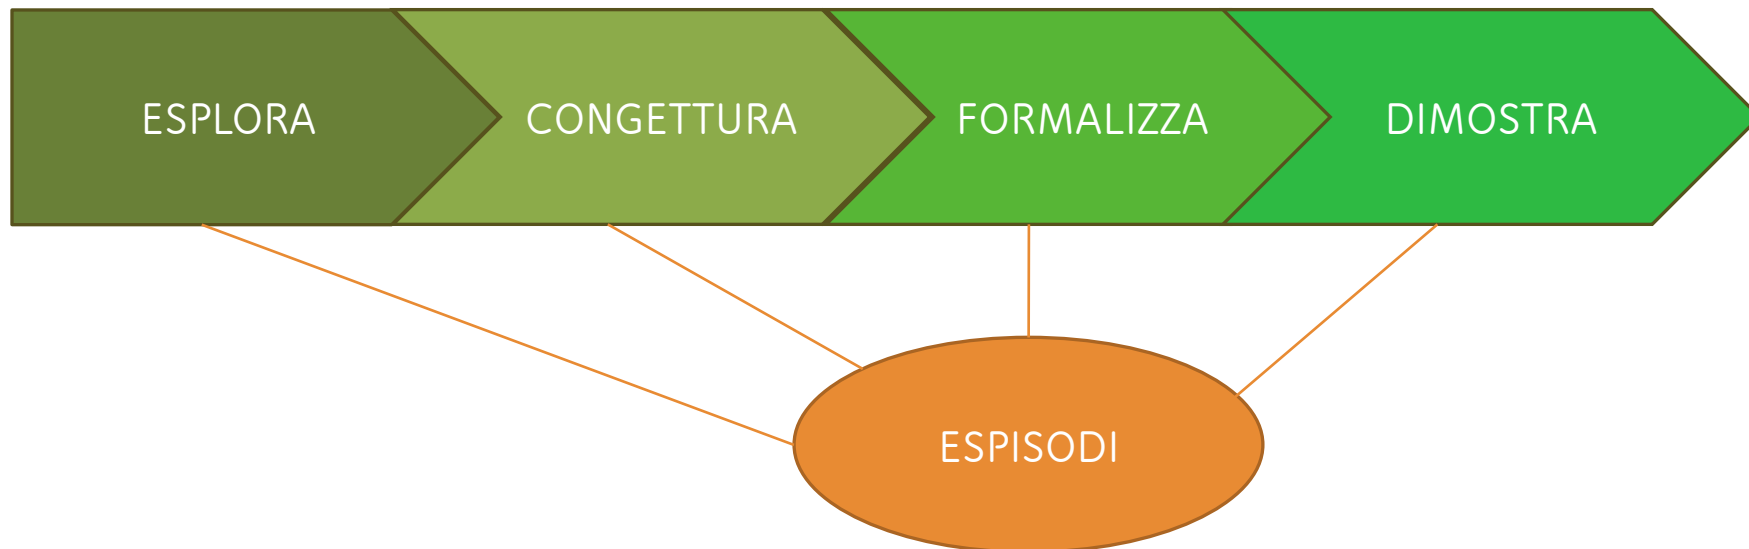 ESPLORA
CONGETTURA
FORMALIZZA
DIMOSTRA
ESPISODI